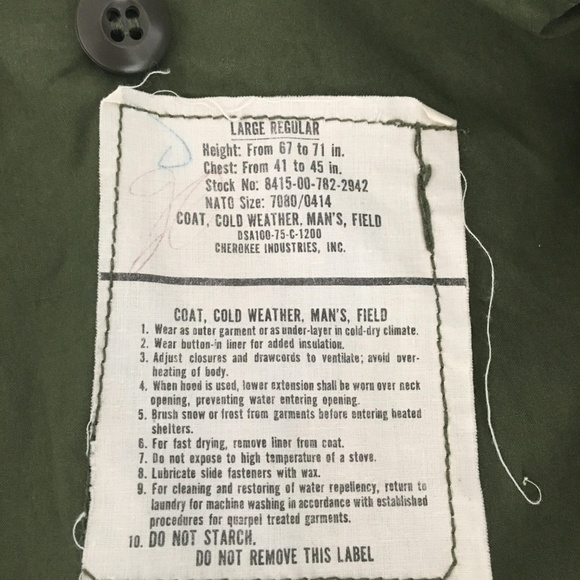 LARGE REGULAR
Height: From 67 to 71 in.
Chest: From 41 to 45 in.
Stock No: 8415-00-782-2942
NATO Size: 7080/0414
COAT, COLD WEATHER, MAN'S, FIELD
DSA100-75-C-1200
CHEROKEE INDUSTRIES, INC.
COAT, COLD WEATHER, MAN'S, FIELD
1. Wear as outer garment or as under-layer in cold-dry climate.
2. Wear button-in liner for added insulation.
3. Adjust closures and drawcords to ventilate; avoid over-
heating of body.
4. When hood is used, lower extension shall be worn over neck
opening, preventing water entering opening.
5. Brush snow or frost from garments before entering heated
shelters.
6. For fast drying, remove liner from coat.
7. Do not expose to high temperature of a stove.
8. Lubricate slide fasteners with wax.
9. For cleaning and restoring of water repellency, return to
laundry for machine washing in accordance with established
procedures for quarpel treated garments.
10. DO NOT STARCH.
DO NOT REMOVE THIS LABEL